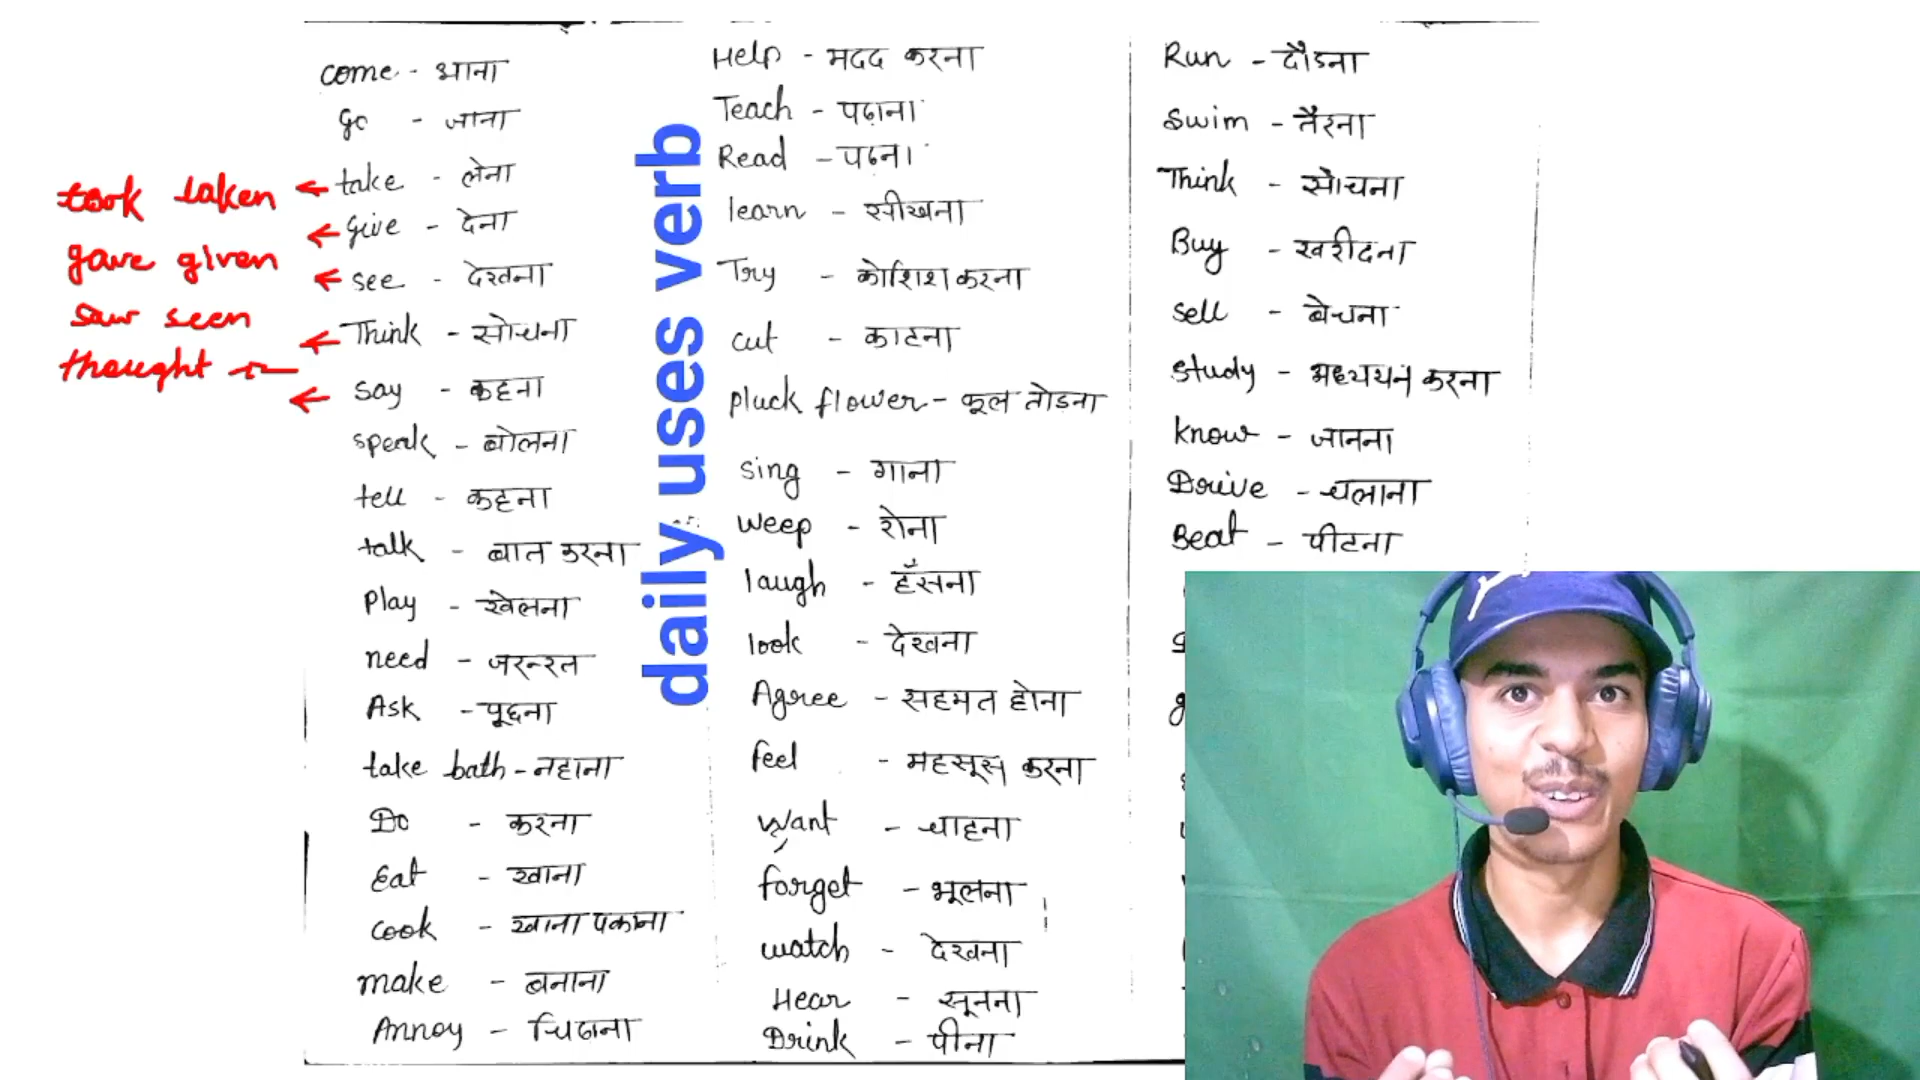 took taken
gave given
saw seen
thought
come - आना
Go - जाना
take - लेना
Give - देना
see - देखना
Think - सोचना
say - कहना
speak - बोलना
tell - कहना
talk - बात करना
Play - खेलना
need - जरूरत
Ask - पूछना
take bath - नहाना
Do - करना
Eat - खाना
cook - खाना पकाना
make - बनाना
Annoy - चिढाना
daily uses verb
Help - मदद करना
Teach - पढाना
Read - पढना
learn - सीखना
Try - कोशिश करना
cut - काटना
pluck flower - फूल तोडना
sing - गाना
weep - रोना
laugh - हँसना
look - देखना
Agree - सहमत होना
feel - महसूस करना
want - चाहना
forget - भूलना
watch - देखना
Hear - सूनना
Drink - पीना
Run - दौडना
Swim - तैरना
Think - सोचना
Buy - खरीदना
sell - बेचना
study - अध्ययन करना
know - जानना
Drive - चलाना
Beat - पीटना